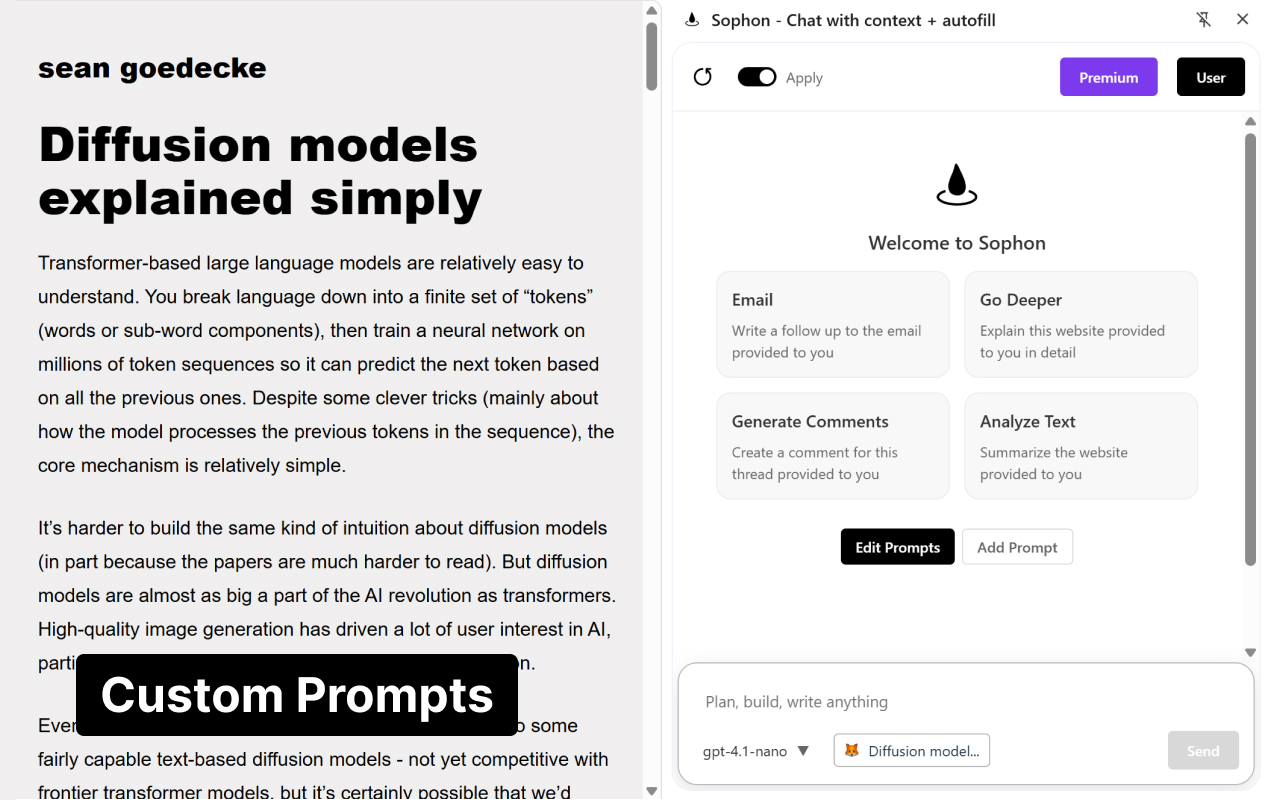 sean goedecke
Diffusion models
explained simply
Transformer-based large language models are relatively easy to
understand. You break language down into a finite set of “tokens”
(words or sub-word components), then train a neural network on
millions of token sequences so it can predict the next token based
on all the previous ones. Despite some clever tricks (mainly about
how the model processes the previous tokens in the sequence), the
core mechanism is relatively simple.
It’s harder to build the same kind of intuition about diffusion models
(in part because the papers are much harder to read). But diffusion
models are almost as big a part of the AI revolution as transformers.
High-quality image generation has driven a lot of user interest in AI,
Custom Prompts
some
fairly capable text-based diffusion models - not yet competitive with
frontier transformer models, but it’s certainly possible that we’d
Sophon - Chat with context + autofill
Apply
Premium
User
Welcome to Sophon
Email
Write a follow up to the email
provided to you
Go Deeper
Explain this website provided
to you in detail
Generate Comments
Create a comment for this
thread provided to you
Analyze Text
Summarize the website
provided to you
Edit Prompts
Add Prompt
Plan, build, write anything
gpt-4.1-nano
Diffusion model...
Send